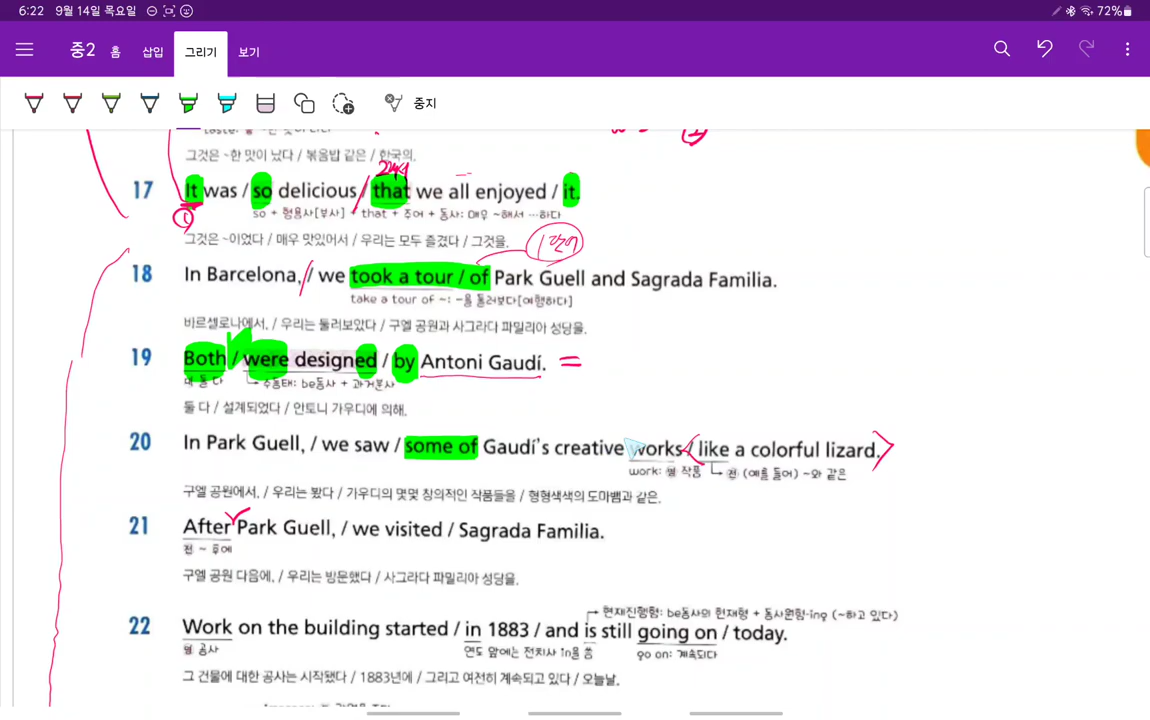 6:22 9월 14일 목요일 72%
중2 홈 삽입 그리기 보기
중지
그것은 ~한 맛이 났다 / 볶음밥 같은 / 한국의.
17 It was / so delicious / that we all enjoyed / it.
so + 형용사[부사] + that + 주어 + 동사: 매우 ~해서 …하다
①
그것은 ~이었다 / 매우 맛있어서 / 우리는 모두 즐겼다 / 그것을.
18 In Barcelona, / we took a tour / of Park Guell and Sagrada Familia.
take a tour of ~: ~을 둘러보다[여행하다]
바르셀로나에서, / 우리는 둘러보았다 / 구엘 공원과 사그라다 파밀리아 성당을.
19 Both / were designed / by Antoni Gaudí. =
대 둘 다 수동태: be동사 + 과거분사
둘 다 / 설계되었다 / 안토니 가우디에 의해.
20 In Park Guell, / we saw / some of Gaudí's creative works / like a colorful lizard.
work: 명 작품 전 (예를 들어) ~와 같은
구엘 공원에서, / 우리는 봤다 / 가우디의 몇몇 창의적인 작품들을 / 형형색색의 도마뱀과 같은.
21 After Park Guell, / we visited / Sagrada Familia.
전 ~ 후에
구엘 공원 다음에, / 우리는 방문했다 / 사그라다 파밀리아 성당을.
현재진행형: be동사의 현재형 + 동사원형-ing (~하고 있다)
22 Work on the building started / in 1883 / and is still going on / today.
명 공사 연도 앞에는 전치사 in을 씀 go on: 계속되다
그 건물에 대한 공사는 시작됐다 / 1883년에 / 그리고 여전히 계속되고 있다 / 오늘날.